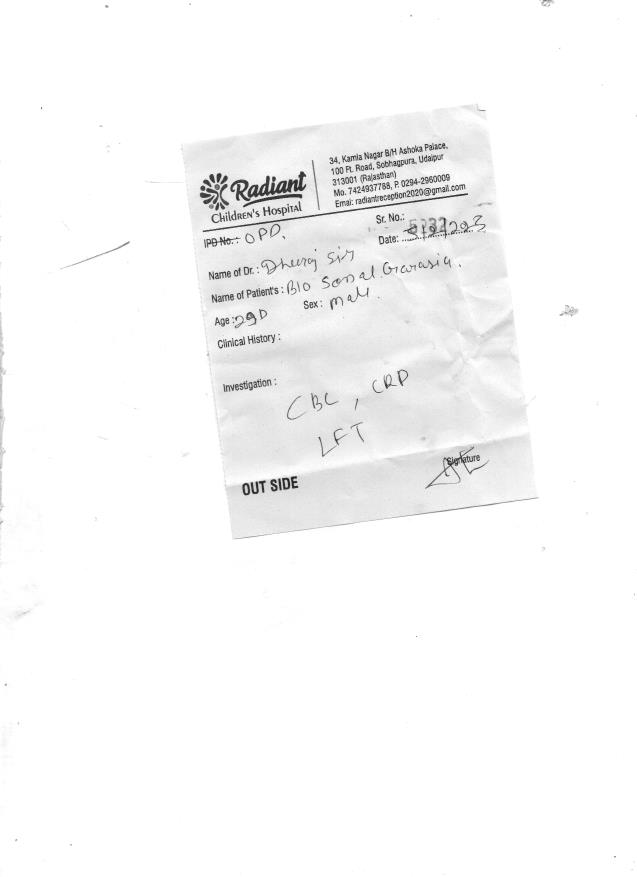 Radiant
Children's Hospital
34, Kamla Nagar B/H Ashoka Palace,
100 Ft. Road, Sobhagpura, Udaipur
313001 (Rajasthan)
Mo. 7424937788, P. 0294-2960009
Emai: radiantreception2020@gmail.com
IPD No.: OPD.
Sr. No.:
Date:
Name of Dr.: Dheeraj Sir
Name of Patient's: B/O Sonal Garasia.
Age: 29D
Sex: Male.
Clinical History:
Investigation:
CBC, CRP
LFT
Signature
OUT SIDE